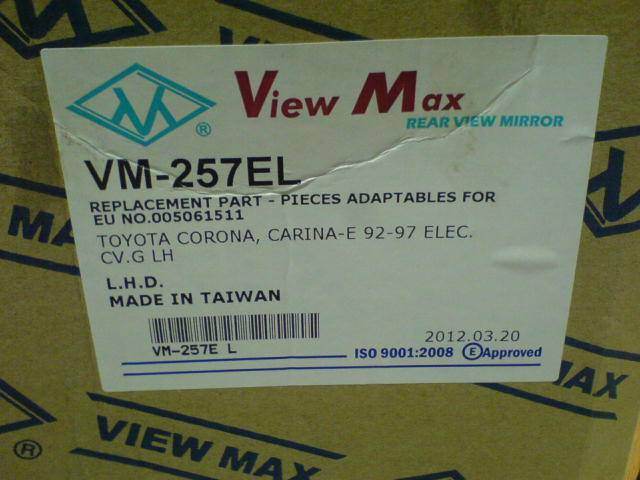 VIEW MAX
View Max
REAR VIEW MIRROR
®
VM-257EL
REPLACEMENT PART - PIECES ADAPTABLES FOR
EU NO.005061511
TOYOTA CORONA, CARINA-E 92-97 ELEC.
CV.G LH
L.H.D.
MADE IN TAIWAN
VM-257E L
2012.03.20
ISO 9001:2008 E Approved
MAX
®
VIEW MAX